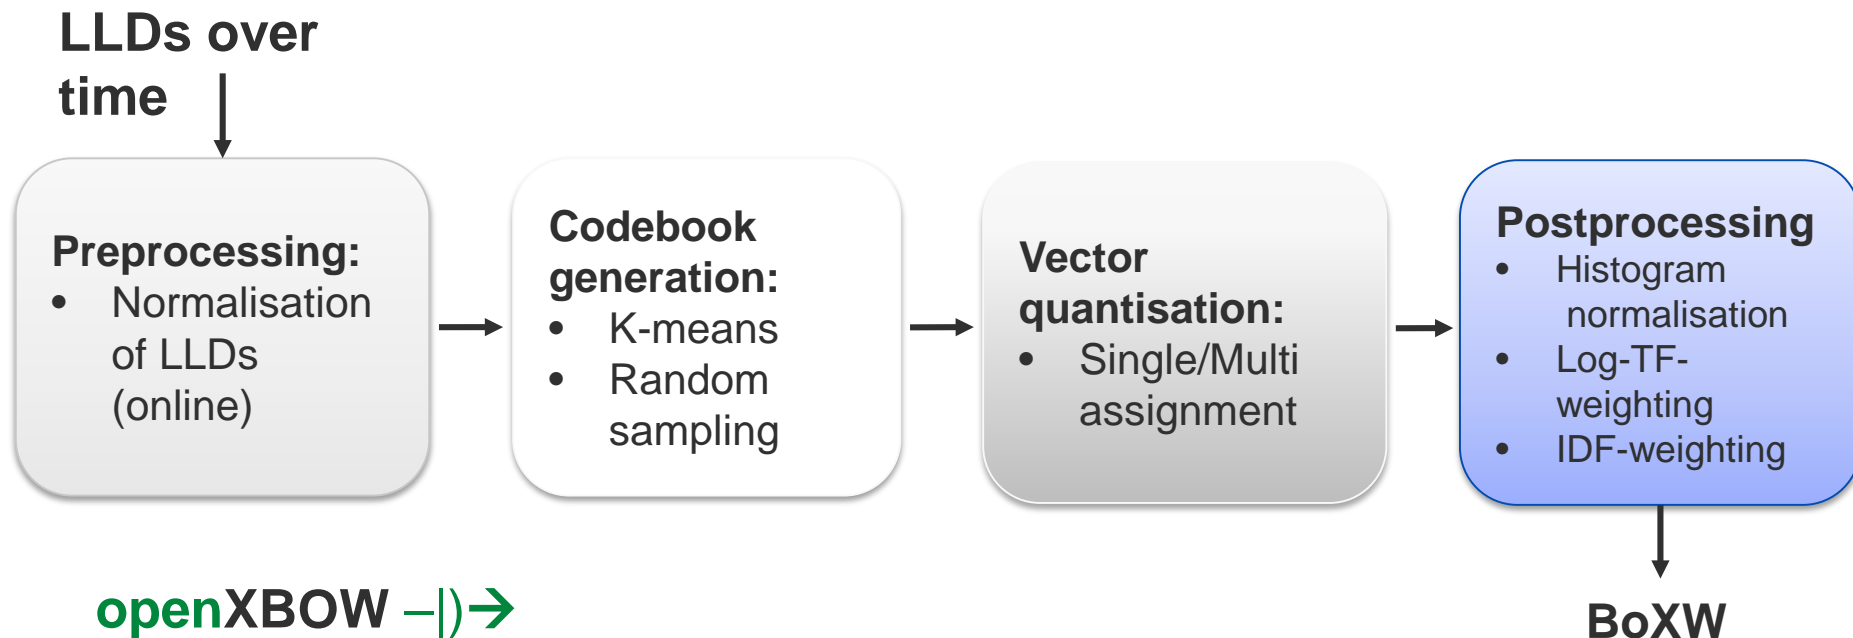 LLDs over
time
Preprocessing:
• Normalisation
of LLDs
(online)
Codebook
generation:
• K-means
• Random
sampling
Vector
quantisation:
• Single/Multi
assignment
Postprocessing
• Histogram
normalisation
• Log-TF-
weighting
• IDF-weighting
openXBOW –|)→
BoXW